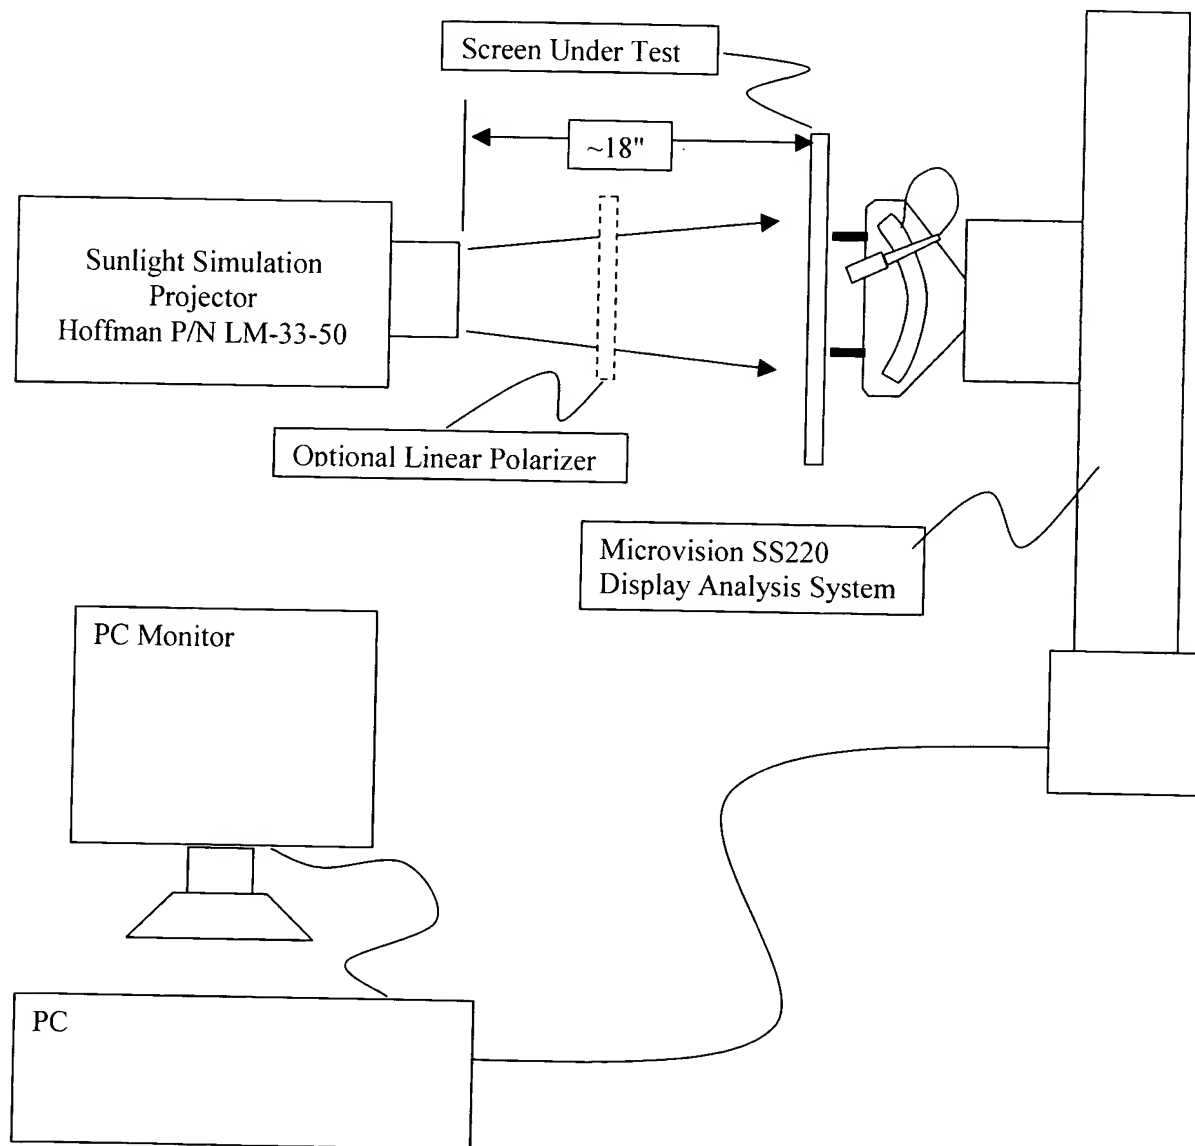 Screen Under Test
~18"
Sunlight Simulation
Projector
Hoffman P/N LM-33-50
Optional Linear Polarizer
Microvision SS220
Display Analysis System
PC Monitor
PC